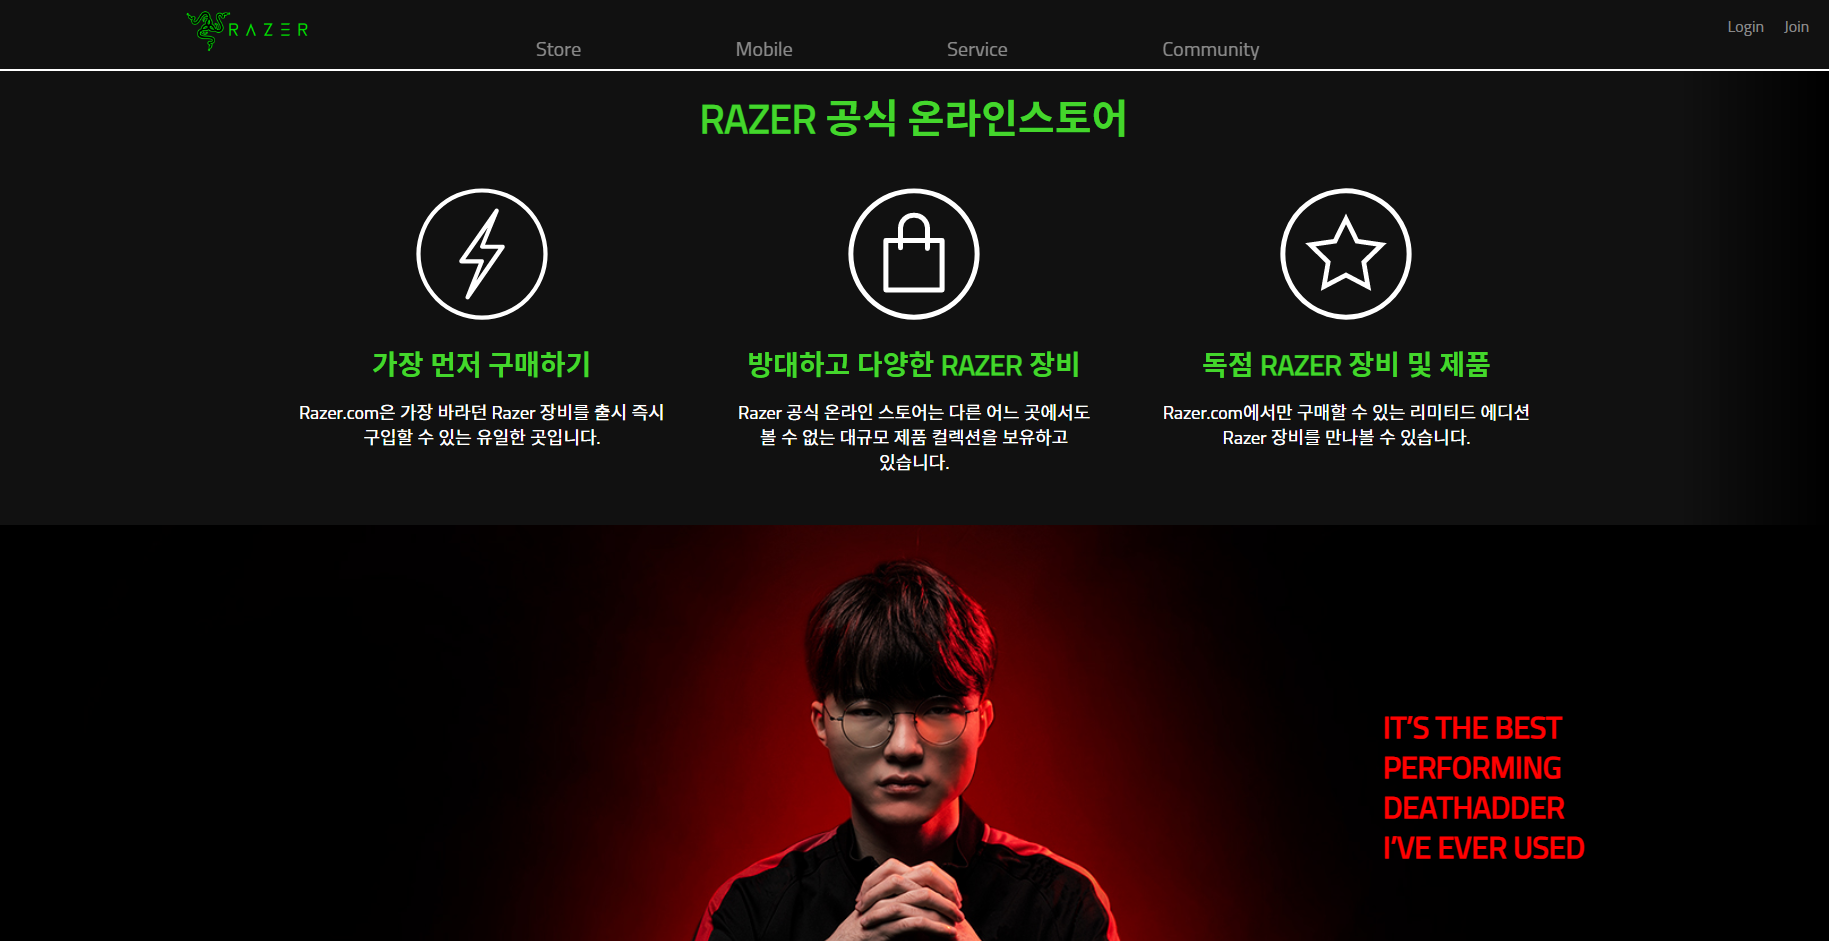 RAZER
Login Join
Store Mobile Service Community
RAZER 공식 온라인스토어
가장 먼저 구매하기
Razer.com은 가장 바라던 Razer 장비를 출시 즉시
구입할 수 있는 유일한 곳입니다.
방대하고 다양한 RAZER 장비
Razer 공식 온라인 스토어는 다른 어느 곳에서도
볼 수 없는 대규모 제품 컬렉션을 보유하고
있습니다.
독점 RAZER 장비 및 제품
Razer.com에서만 구매할 수 있는 리미티드 에디션
Razer 장비를 만나볼 수 있습니다.
IT’S THE BEST
PERFORMING
DEATHADDER
I’VE EVER USED